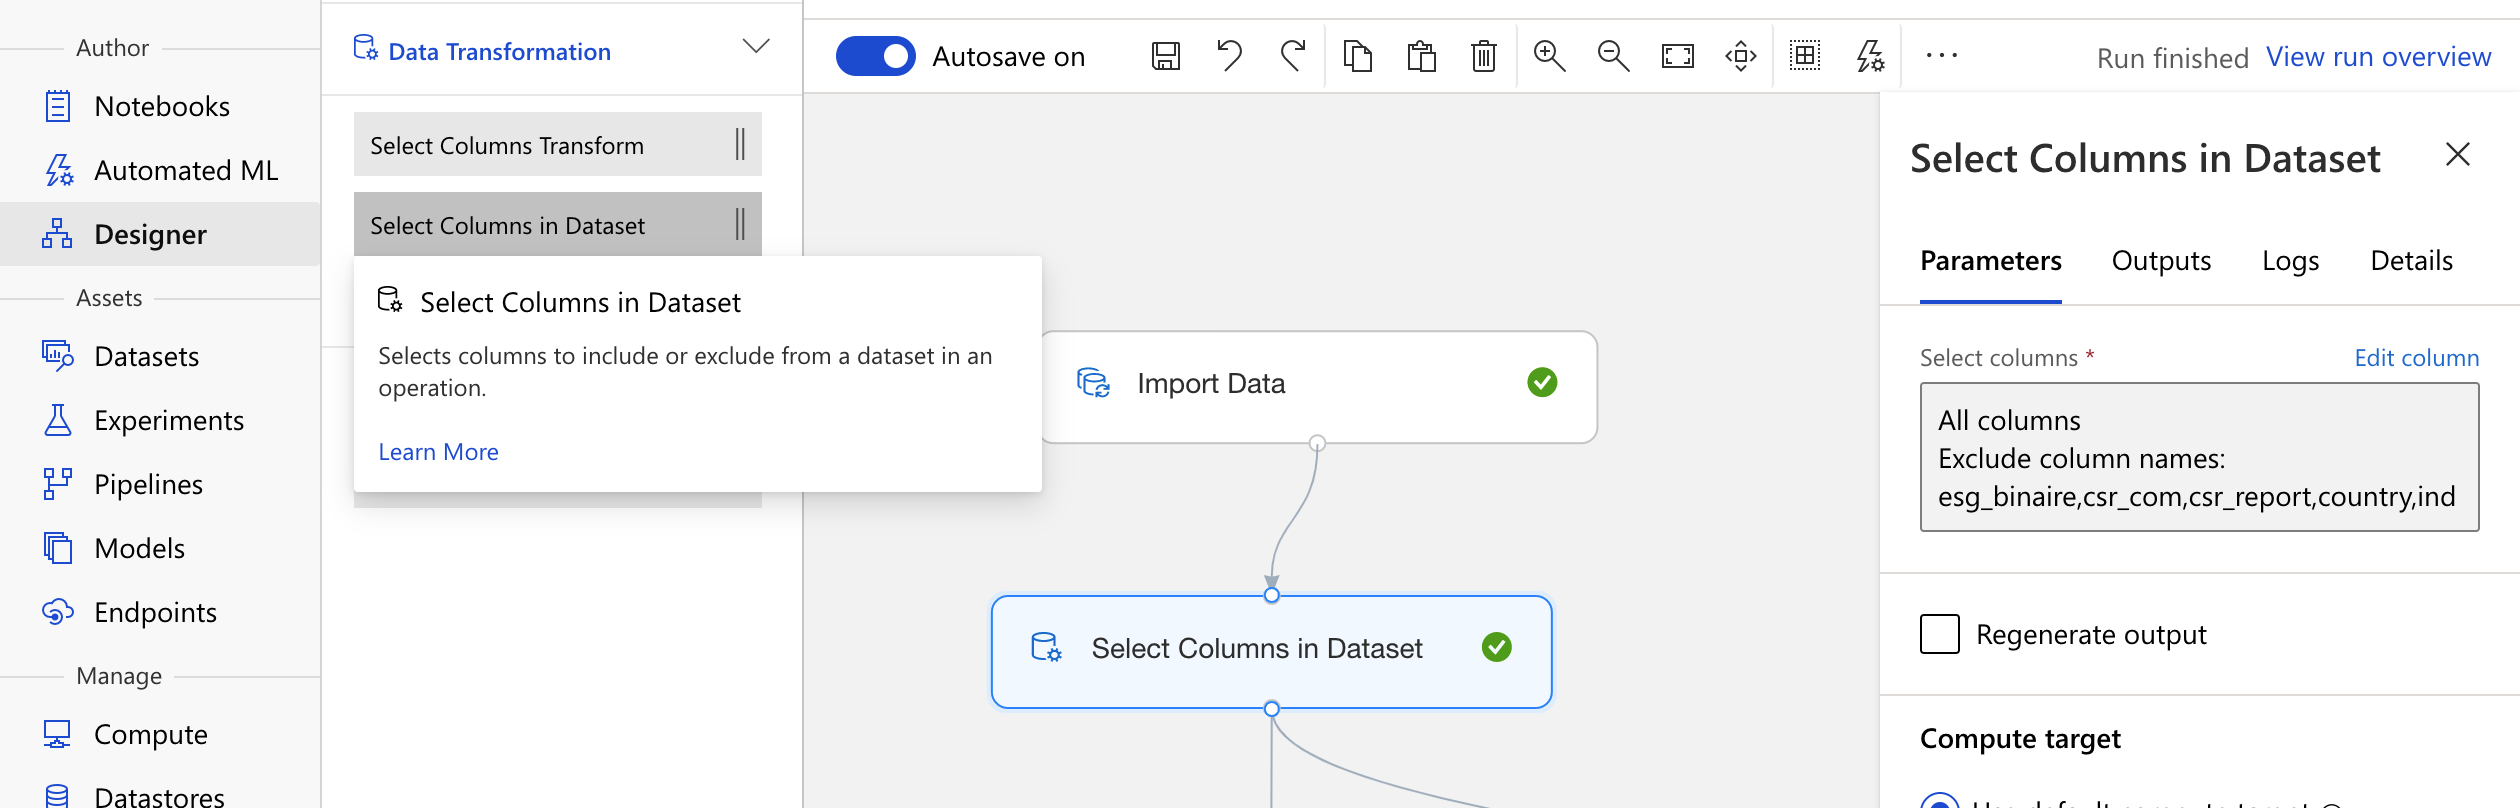 Author
Notebooks
Automated ML
Designer
Assets
Datasets
Experiments
Pipelines
Models
Endpoints
Manage
Compute
Datastores
Data Transformation
Select Columns Transform
Select Columns in Dataset
Select Columns in Dataset
Selects columns to include or exclude from a dataset in an
operation.
Learn More
Autosave on
Run finished View run overview
Import Data
Select Columns in Dataset
Select Columns in Dataset
Parameters Outputs Logs Details
Select columns * Edit column
All columns
Exclude column names:
esg_binaire,csr_com,csr_report,country,ind
Regenerate output
Compute target
Use default compute target